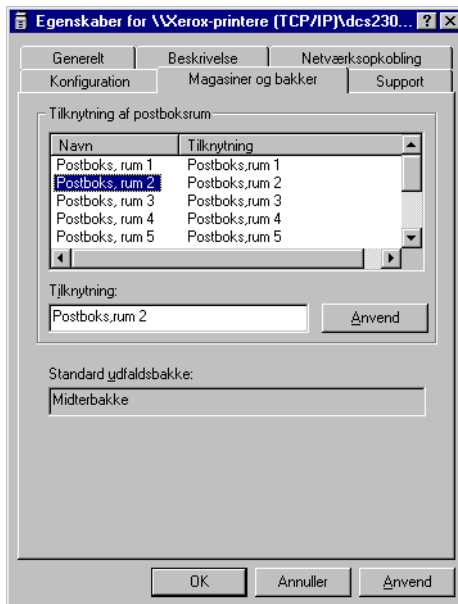 Egenskaber for \\Xerox-printere (TCP/IP)\dcs230...
Generelt Beskrivelse Netværksopkobling
Konfiguration Magasiner og bakker Support
Tilknytning af postboksrum
Navn Tilknytning
Postboks, rum 1 Postboks,rum 1
Postboks, rum 2 Postboks,rum 2
Postboks, rum 3 Postboks,rum 3
Postboks, rum 4 Postboks,rum 4
Postboks, rum 5 Postboks,rum 5
Tilknytning:
Postboks,rum 2 Anvend
Standard udfaldsbakke:
Midterbakke
OK Annuller Anvend